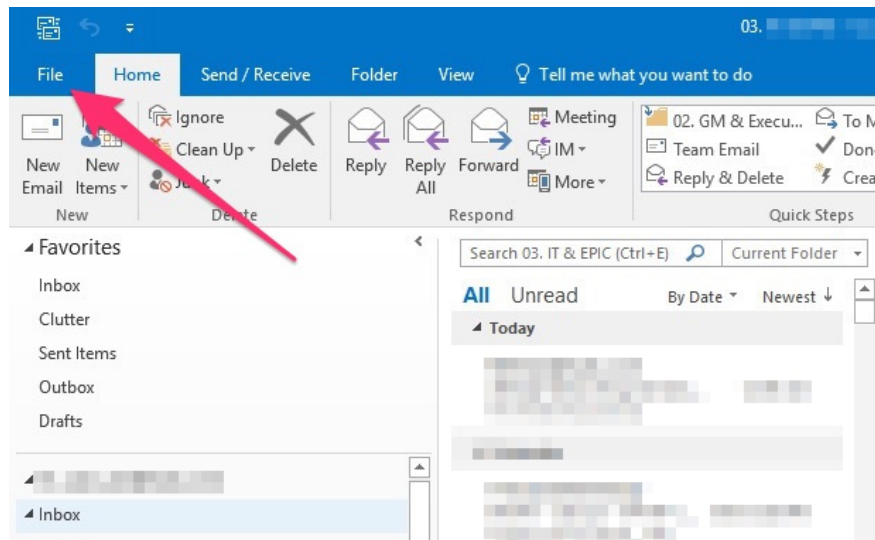 03.
File Home Send / Receive Folder View Tell me what you want to do
Ignore
Clean Up
Delete
New Email
New Items
Reply
Reply All
Forward
Meeting
IM
More
02. GM & Execu...
Team Email
Reply & Delete
To M
Don
Crea
New
Respond
Quick Steps
Favorites
Search 03. IT & EPIC (Ctrl+E) Current Folder
Inbox
All Unread By Date Newest
Clutter
Today
Sent Items
Outbox
Drafts
Inbox